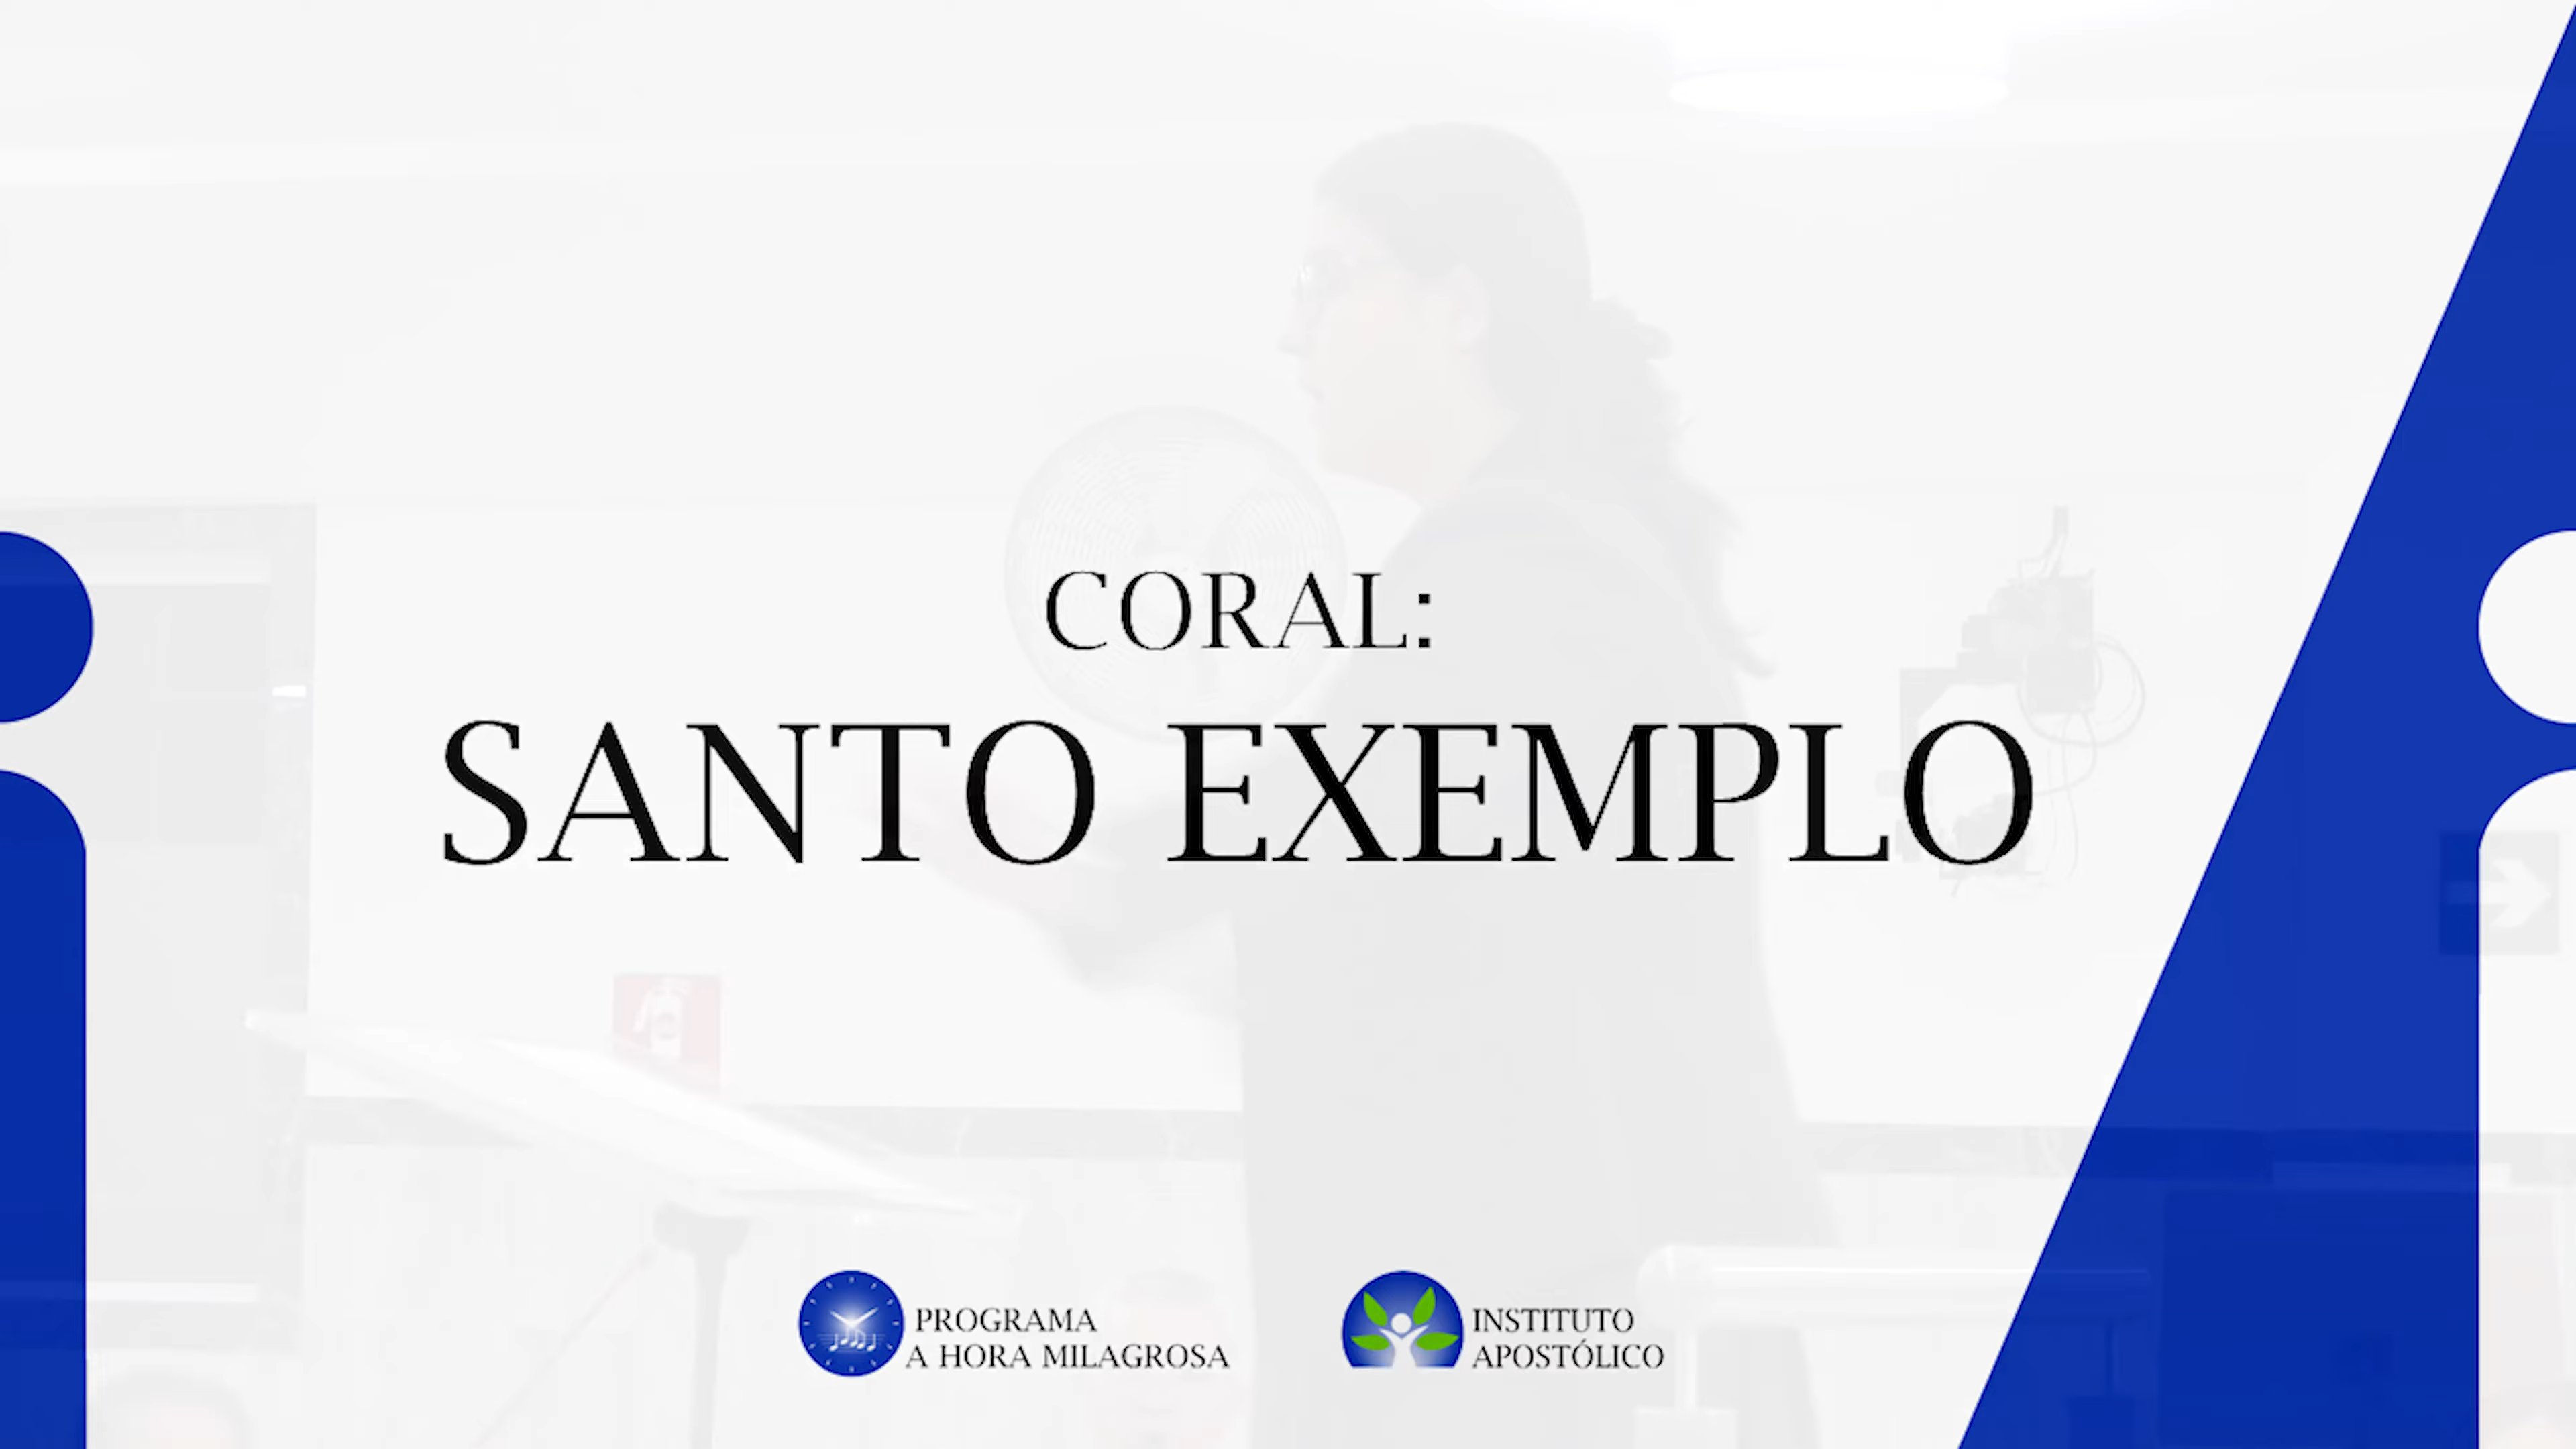 CORAL:
SANTO EXEMPLO
PROGRAMA
A HORA MILAGROSA
INSTITUTO
APOSTÓLICO